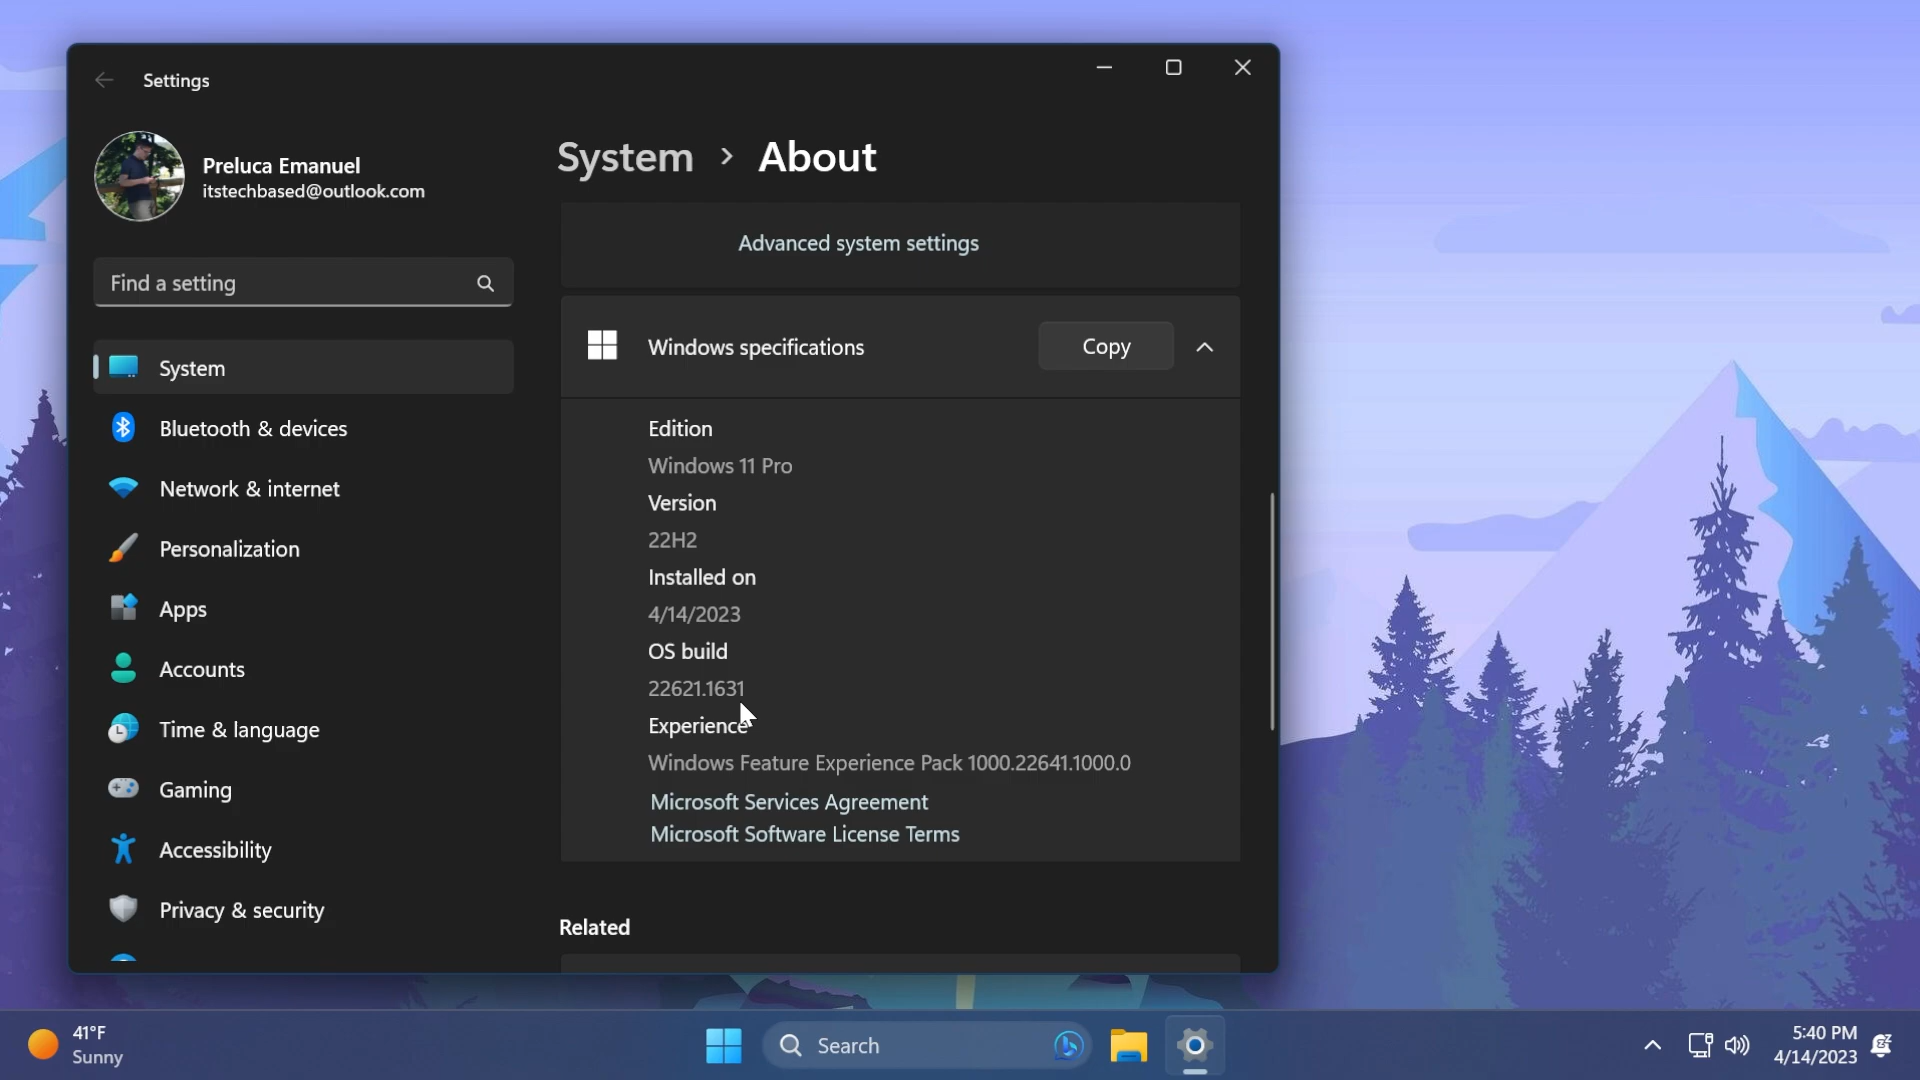 Settings
Preluca Emanuel
itstechbased@outlook.com
Find a setting
System
Bluetooth & devices
Network & internet
Personalization
Apps
Accounts
Time & language
Gaming
Accessibility
Privacy & security
System > About
Advanced system settings
Windows specifications
Copy
Edition
Windows 11 Pro
Version
22H2
Installed on
4/14/2023
OS build
22621.1631
Experience
Windows Feature Experience Pack 1000.22641.1000.0
Microsoft Services Agreement
Microsoft Software License Terms
Related
41°F
Sunny
Search
5:40 PM
4/14/2023